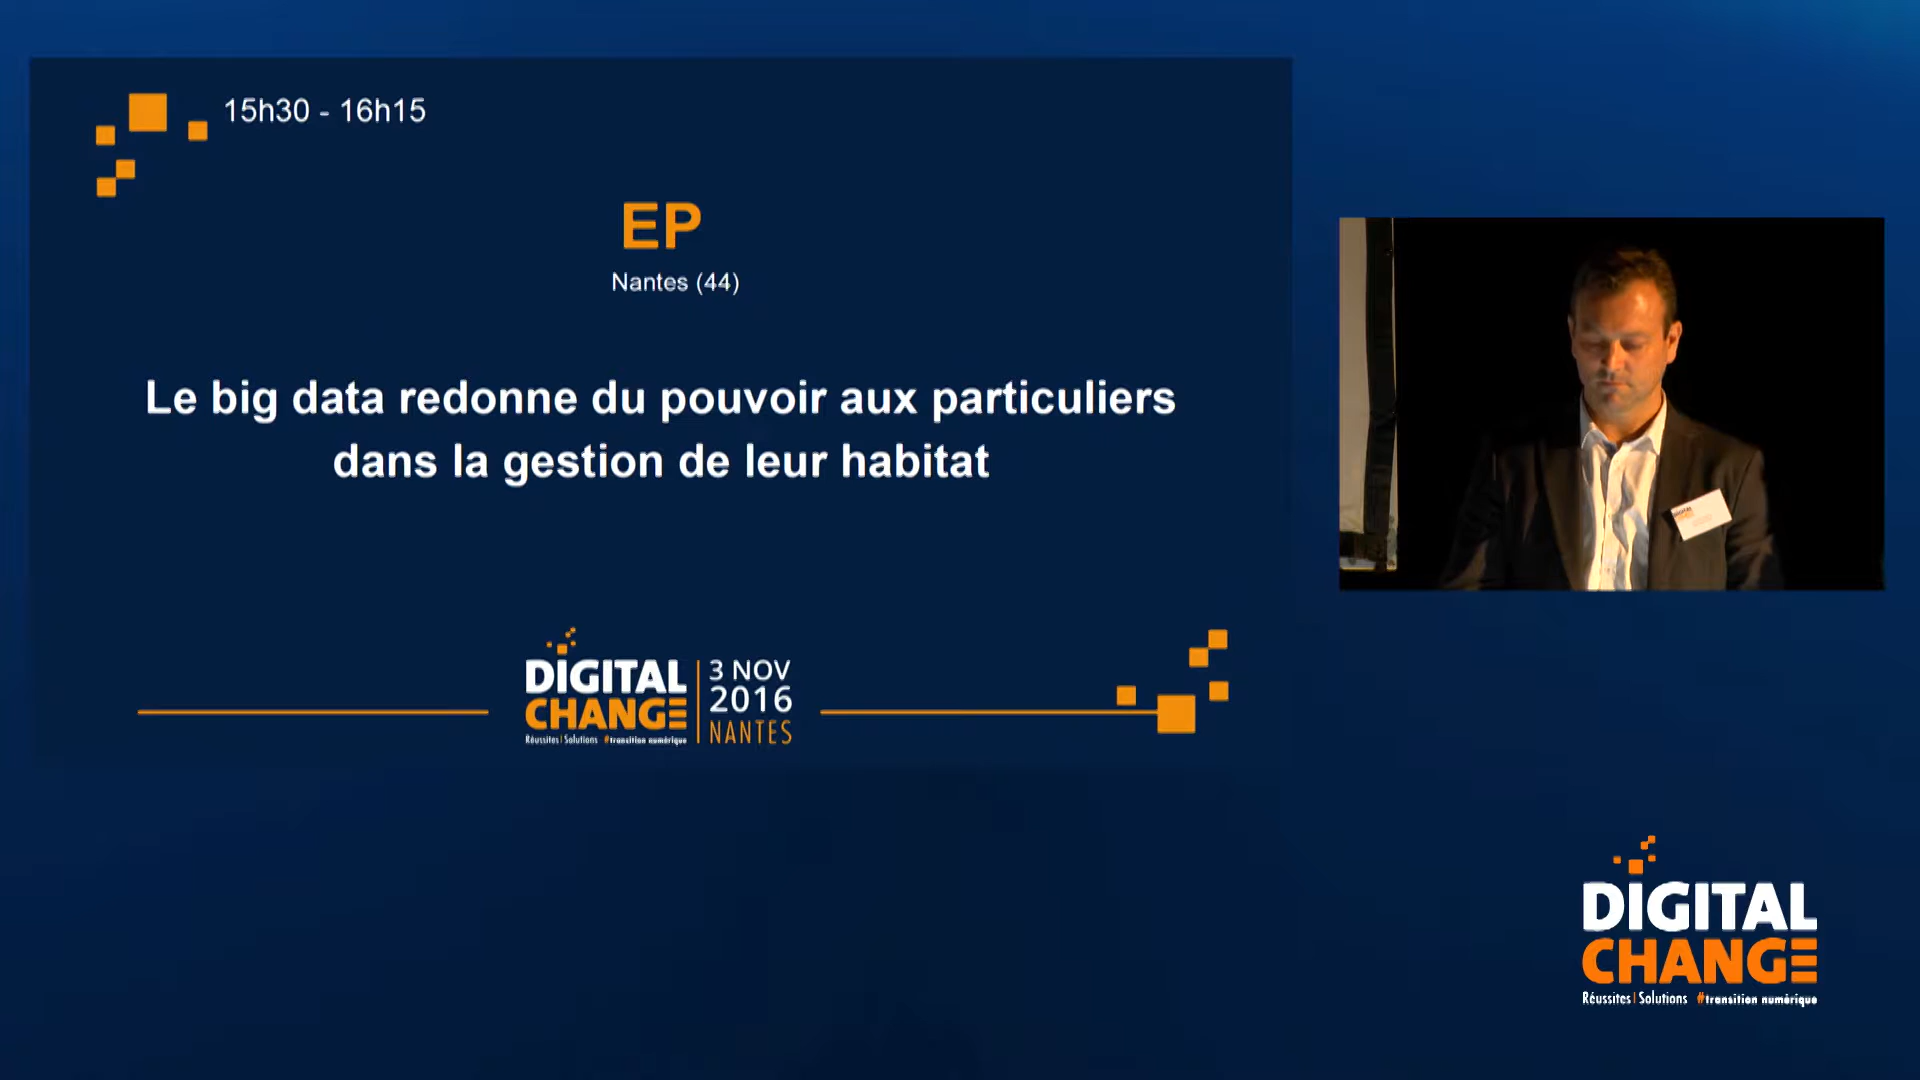 15h30 - 16h15
EP
Nantes (44)
Le big data redonne du pouvoir aux particuliers
dans la gestion de leur habitat
DIGITAL
CHANGE
Réussites | Solutions #transition numérique
3 NOV
2016
NANTES
DIGITAL
DIGITAL
CHANGE
Réussites | Solutions #transition numérique